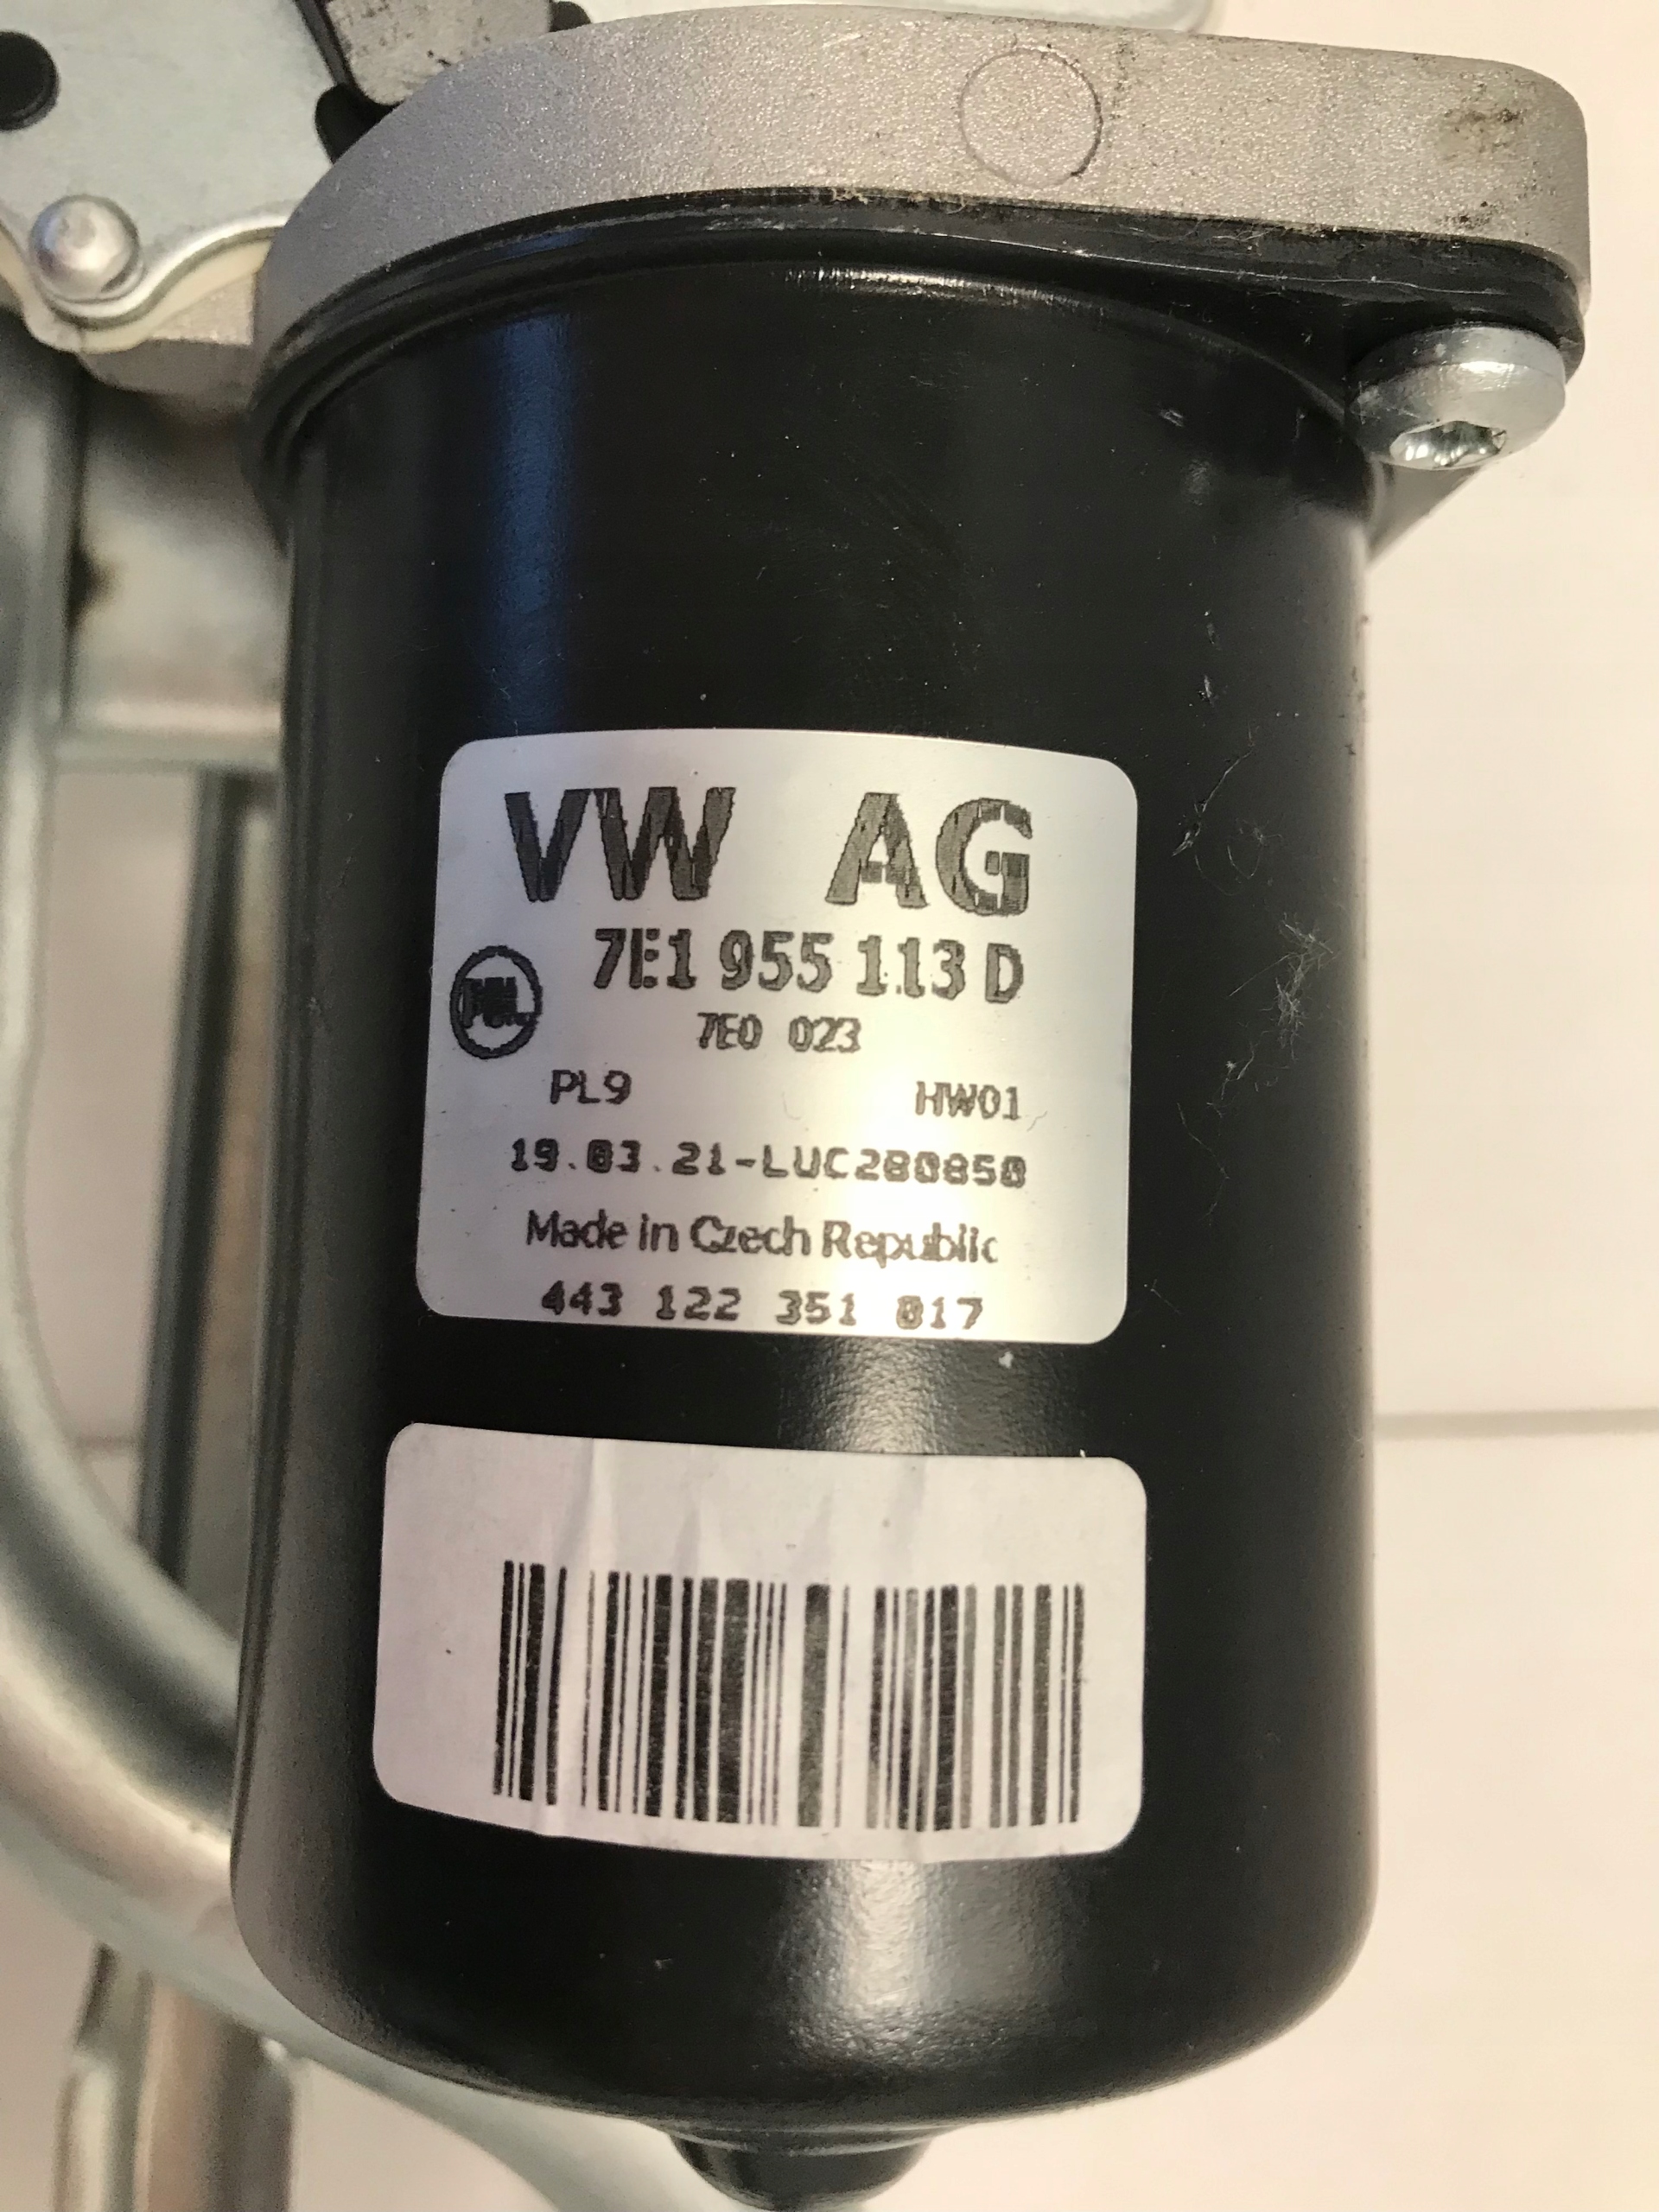 VW AG
7E1 955 113 D
7E0 023
PL9 HW01
19.03.21-LUC280850
Made in Czech Republic
443 122 351 017